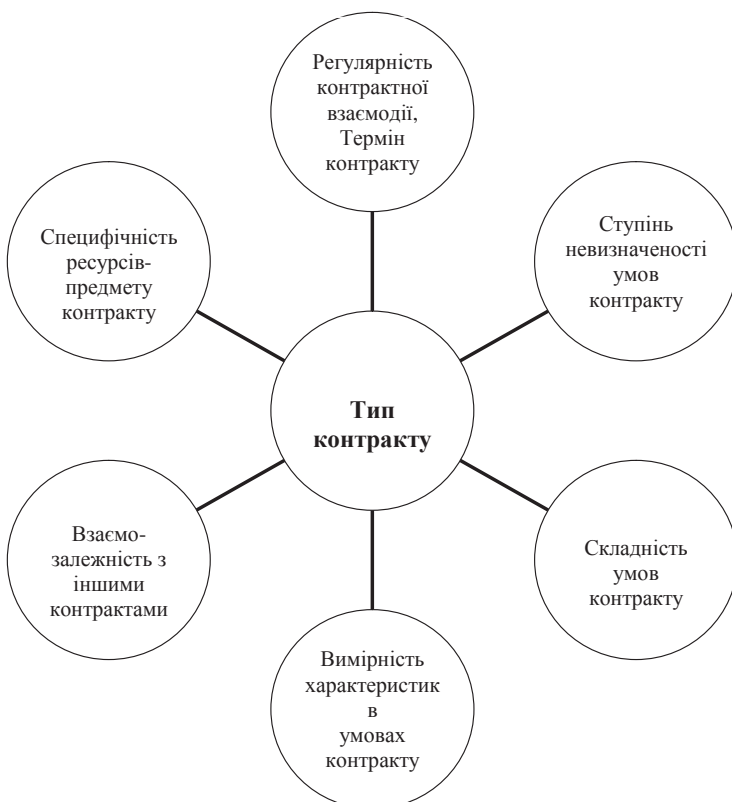 Регулярність
контрактної
взаємодії,
Термін
контракту
Специфічність
ресурсів-
предмету
контракту
Ступінь
невизначеності
умов
контракту
Тип
контракту
Взаємо-
залежність з
іншими
контрактами
Складність
умов
контракту
Вимірність
характеристик
в
умовах
контракту